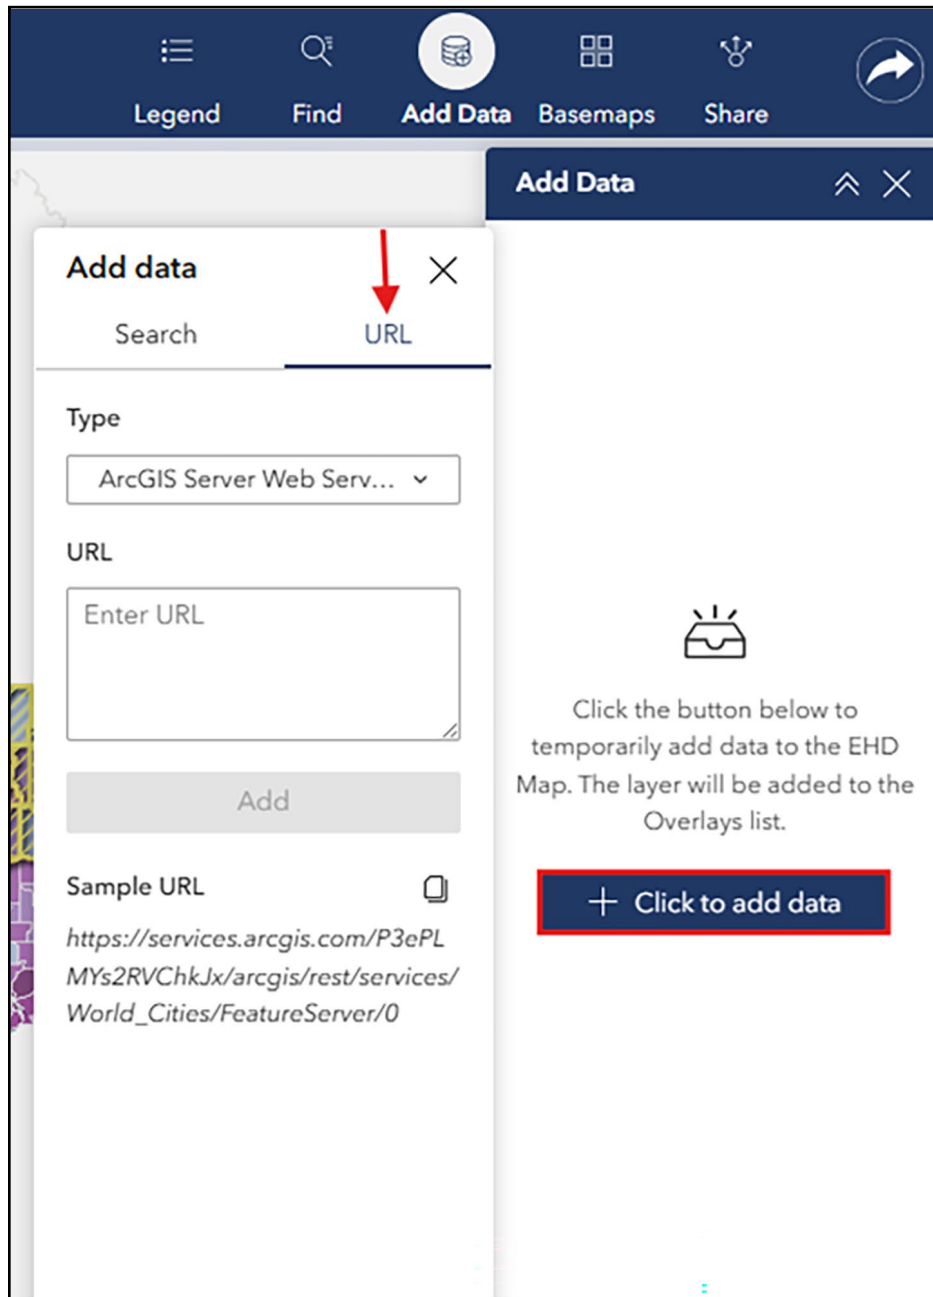 Legend
Find
Add Data
Basemaps
Share
Add Data
Add data
Search
URL
Type
ArcGIS Server Web Serv...
URL
Enter URL
Add
Sample URL
https://services.arcgis.com/P3ePL
MYs2RVChkJx/arcgis/rest/services/
World_Cities/FeatureServer/0
Click the button below to
temporarily add data to the EHD
Map. The layer will be added to the
Overlays list.
+ Click to add data